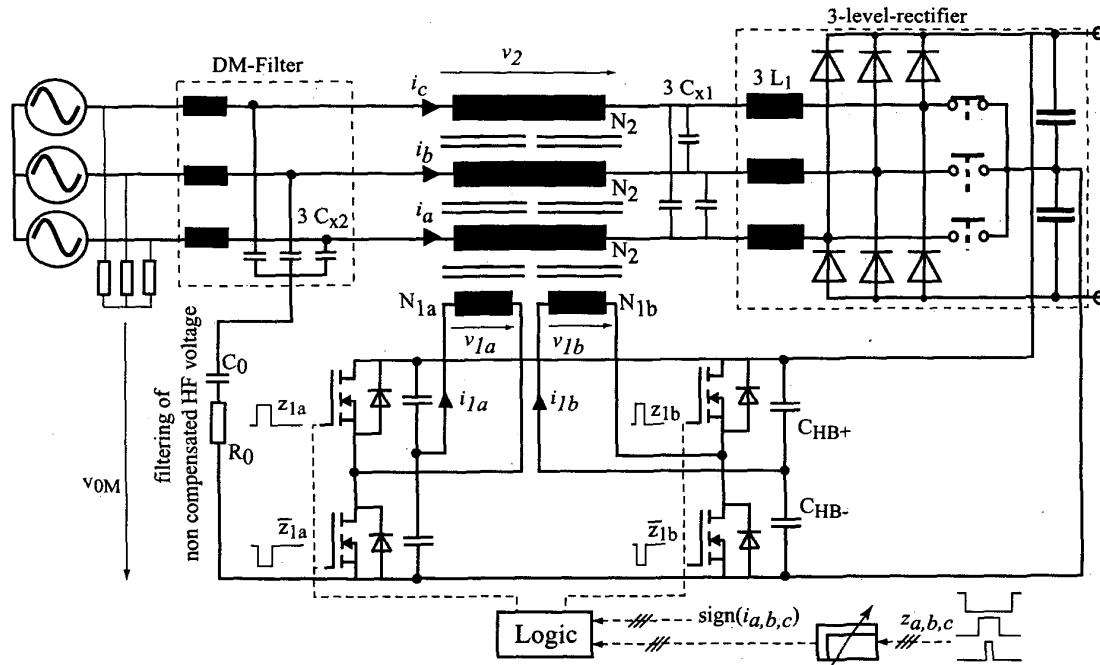 3-level-rectifier
DM-Filter
v2
ic
3 Cx1
3 L1
N2
ib
N2
ia
3 Cx2
N2
N1a
N1b
v1a
v1b
C0
z1a
i1a
z1b
i1b
CHB+
R0
v0M
filtering of
non compensated HF voltage
z̅1a
z̅1b
CHB-
sign(ia,b,c)
Logic
za,b,c